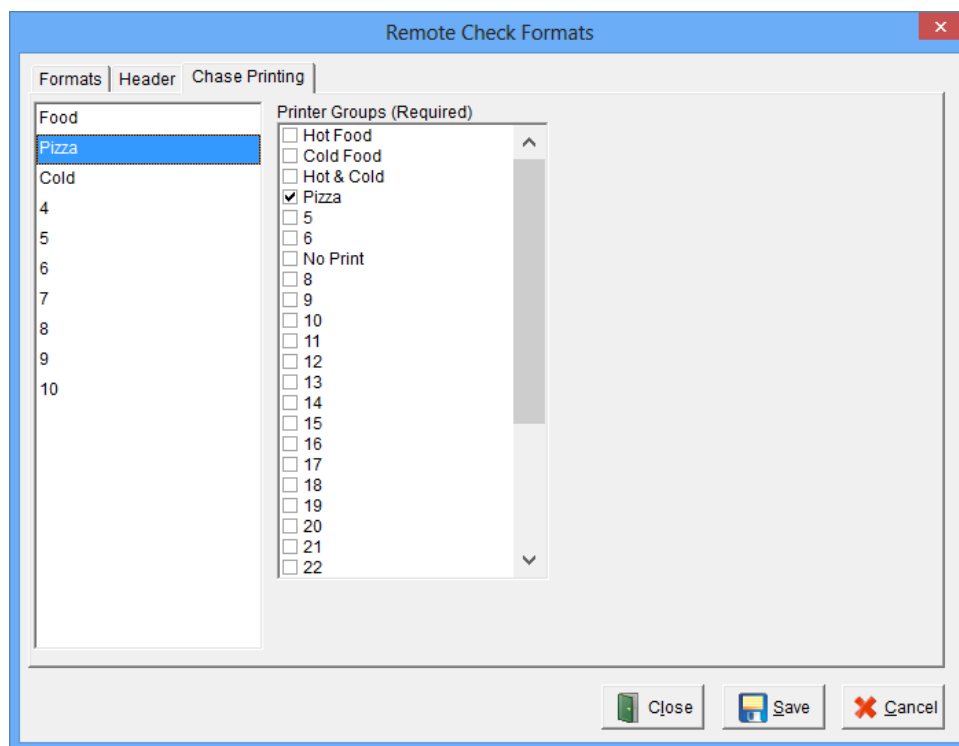 Remote Check Formats
Formats Header Chase Printing
Food
Pizza
Cold
4
5
6
7
8
9
10
Printer Groups (Required)
Hot Food
Cold Food
Hot & Cold
Pizza
5
6
No Print
8
9
10
11
12
13
14
15
16
17
18
19
20
21
22
Close Save Cancel